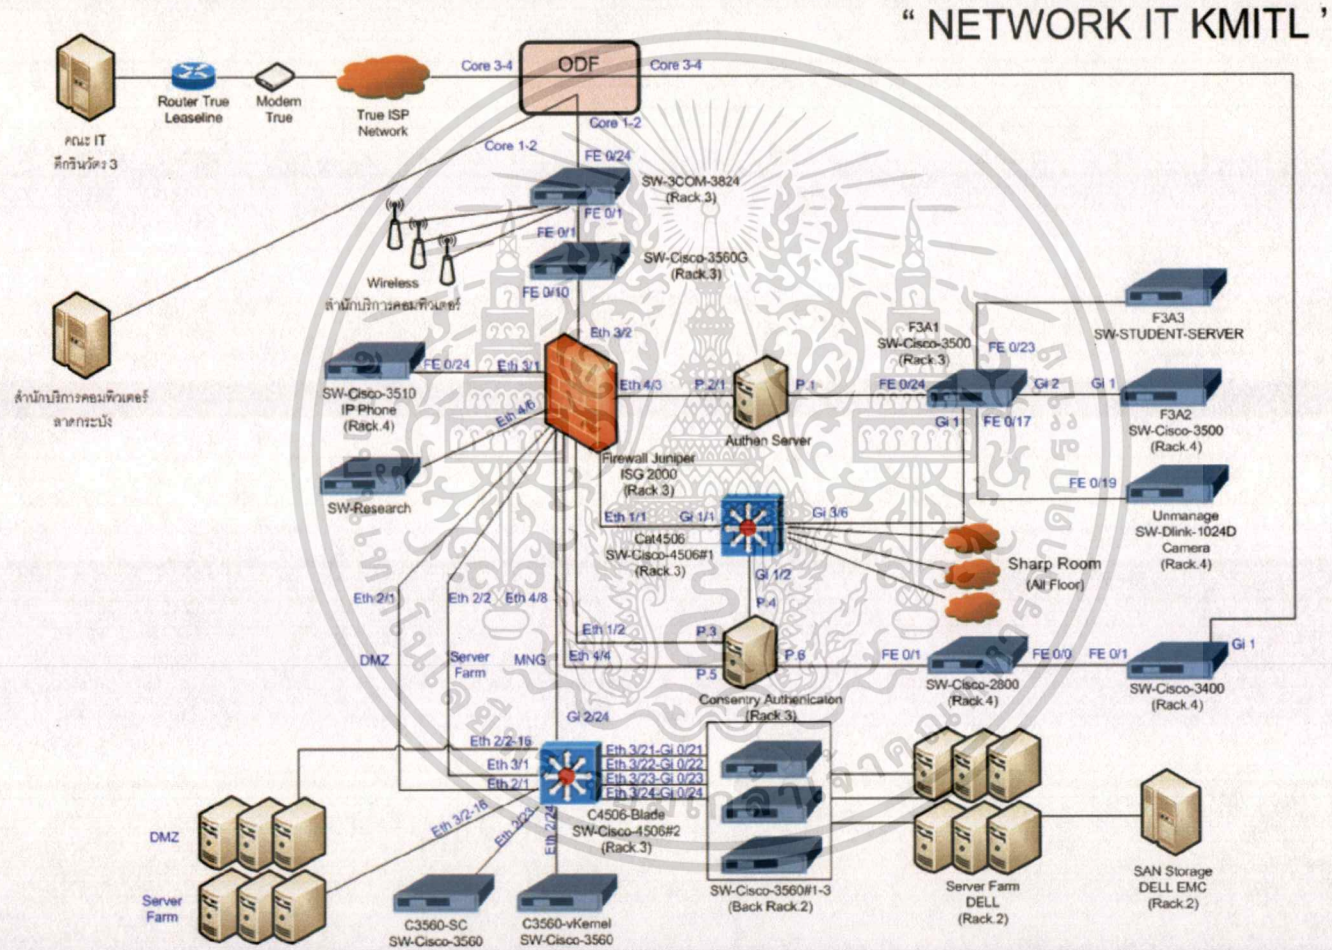 “ NETWORK IT KMITL ’
ODF
Core 3-4
Core 3-4
Router True
Leaseline
Modem
True
True ISP
Network
คณะ IT
ตึกรินวัตร 3
Core 1-2
Core 1-2
FE 0/24
SW-3COM-3824
(Rack.3)
FE 0/1
FE 0/1
SW-Cisco-3560G
(Rack.3)
Wireless
สำนักบริการคอมพิวเตอร์
FE 0/10
Eth 3/2
สำนักบริการคอมพิวเตอร์
ลาดกระบัง
FE 0/24
Eth 3/1
SW-Cisco-3510
IP Phone
(Rack.4)
Eth 4/6
SW-Research
Eth 4/3
P.2/1
P.1
Authen Server
Firewall Juniper
ISG 2000
(Rack 3)
F3A1
SW-Cisco-3500
(Rack.3)
FE 0/24
FE 0/23
F3A3
SW-STUDENT-SERVER
Gi 2
Gi 1
F3A2
SW-Cisco-3500
(Rack.4)
Gi 1
FE 0/17
FE 0/19
Unmanage
SW-Dlink-1024D
Camera
(Rack.4)
Eth 1/1
Gi 1/1
Gi 3/6
Cat4506
SW-Cisco-4506#1
(Rack.3)
Sharp Room
(All Floor)
Gi 1/2
P.4
Eth 2/1
Eth 2/2
Eth 4/8
Eth 1/2
P.3
Eth 4/4
P.5
P.6
FE 0/1
FE 0/0
FE 0/1
Gi 1
SW-Cisco-2800
(Rack.4)
SW-Cisco-3400
(Rack.4)
Consentry Authenicaton
(Rack.3)
DMZ
Server
Farm
MNG
Gi 2/24
Eth 2/2-16
Eth 3/1
Eth 2/1
Eth 3/21-Gi 0/21
Eth 3/22-Gi 0/22
Eth 3/23-Gi 0/23
Eth 3/24-Gi 0/24
Eth 3/2-16
Eth 2/23
Eth 2/24
C4506-Blade
SW-Cisco-4506#2
(Rack.3)
DMZ
Server
Farm
C3560-SC
SW-Cisco-3560
C3560-vKernel
SW-Cisco-3560
SW-Cisco-3560#1-3
(Back Rack.2)
Server Farm
DELL
(Rack.2)
SAN Storage
DELL EMC
(Rack.2)